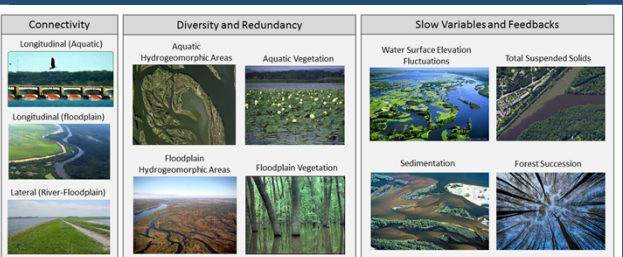 Connectivity
Longitudinal (Aquatic)
Longitudinal (floodplain)
Lateral (River-Floodplain)
Diversity and Redundancy
Aquatic
Hydrogeomorphic Areas
Aquatic Vegetation
Floodplain
Hydrogeomorphic Areas
Floodplain Vegetation
Slow Variables and Feedbacks
Water Surface Elevation
Fluctuations
Total Suspended Solids
Sedimentation
Forest Succession